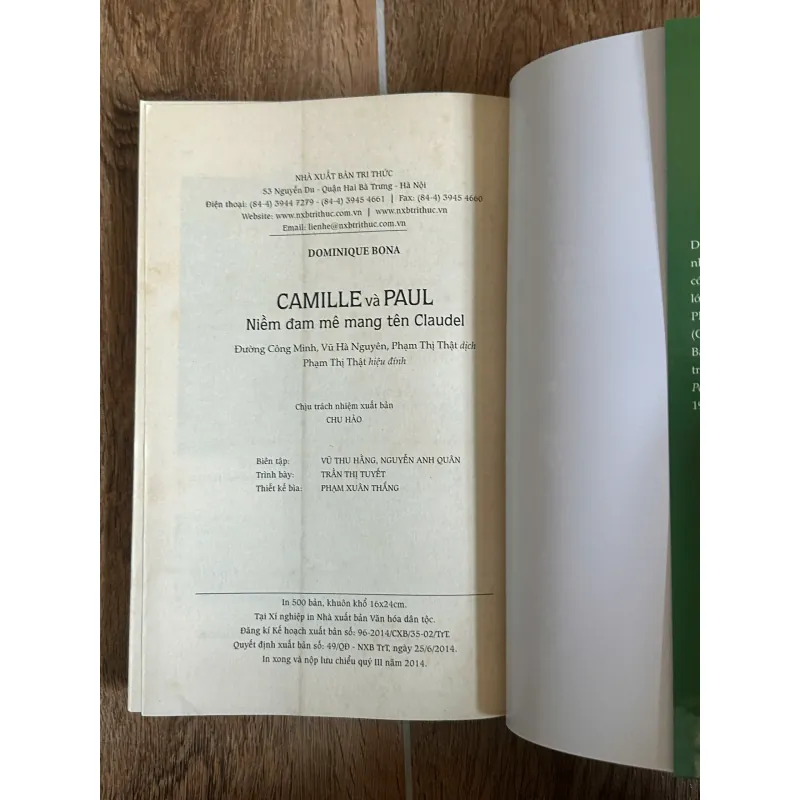 NHÀ XUẤT BẢN TRI THỨC
53 Nguyễn Du - Quận Hai Bà Trưng - Hà Nội
Điện thoại: (84-4) 3944 7279 - (84-4) 3945 4661 | Fax: (84-4) 3945 4660
Website: www.nxbtrithuc.com.vn | www.nxbtrithuc.vn
Email: lienhe@nxbtrithuc.com.vn
DOMINIQUE BONA
CAMILLE và PAUL
Niềm đam mê mang tên Claudel
Đường Công Minh, Vũ Hà Nguyên, Phạm Thị Thật dịch
Phạm Thị Thật hiệu đính
Chịu trách nhiệm xuất bản
CHU HẢO
Biên tập: VŨ THU HẰNG, NGUYỄN ANH QUÂN
Trình bày: TRẦN THỊ TUYẾT
Thiết kế bìa: PHẠM XUÂN THẮNG
In 500 bản, khuôn khổ 16x24cm.
Tại Xí nghiệp in Nhà xuất bản Văn hóa dân tộc.
Đăng kí Kế hoạch xuất bản số: 96-2014/CXB/35-02/TrT.
Quyết định xuất bản số: 49/QĐ - NXB TrT, ngày 25/6/2014.
In xong và nộp lưu chiểu quý III năm 2014.